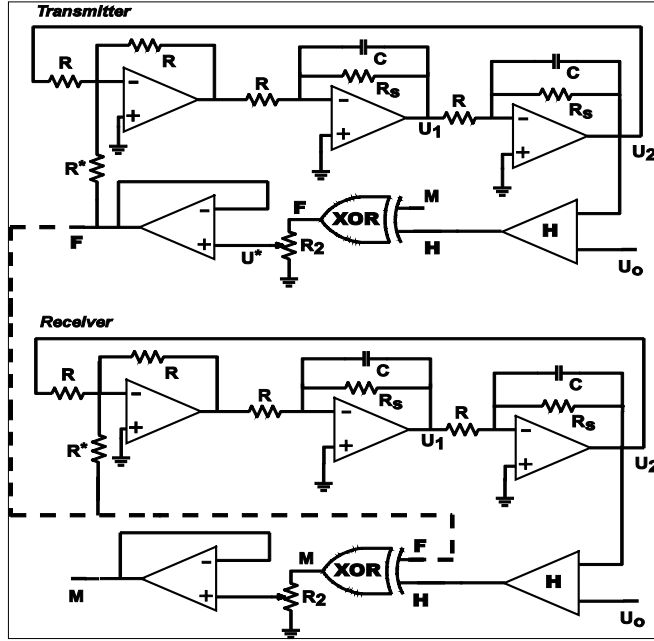 Transmitter
R
R
R
C
Rs
U1
R
C
Rs
U2
R*
F
U*
F
R2
XOR
M
H
H
Uo
Receiver
R
R
R
C
Rs
U1
R
C
Rs
U2
R*
M
M
R2
XOR
F
H
H
Uo